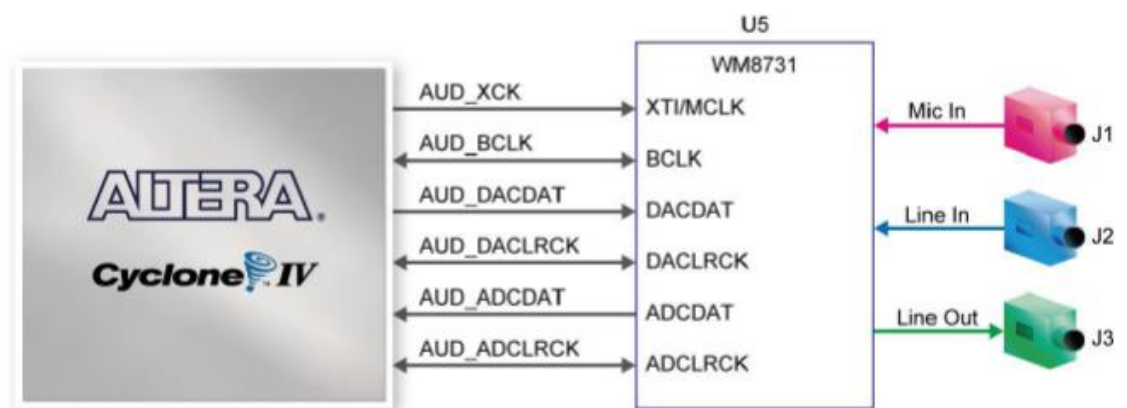 U5
WM8731
ALTERA®
Cyclone IV
AUD_XCK
XTI/MCLK
AUD_BCLK
BCLK
AUD_DACDAT
DACDAT
AUD_DACLRCK
DACLRCK
AUD_ADCDAT
ADCDAT
AUD_ADCLRCK
ADCLRCK
Mic In
J1
Line In
J2
Line Out
J3